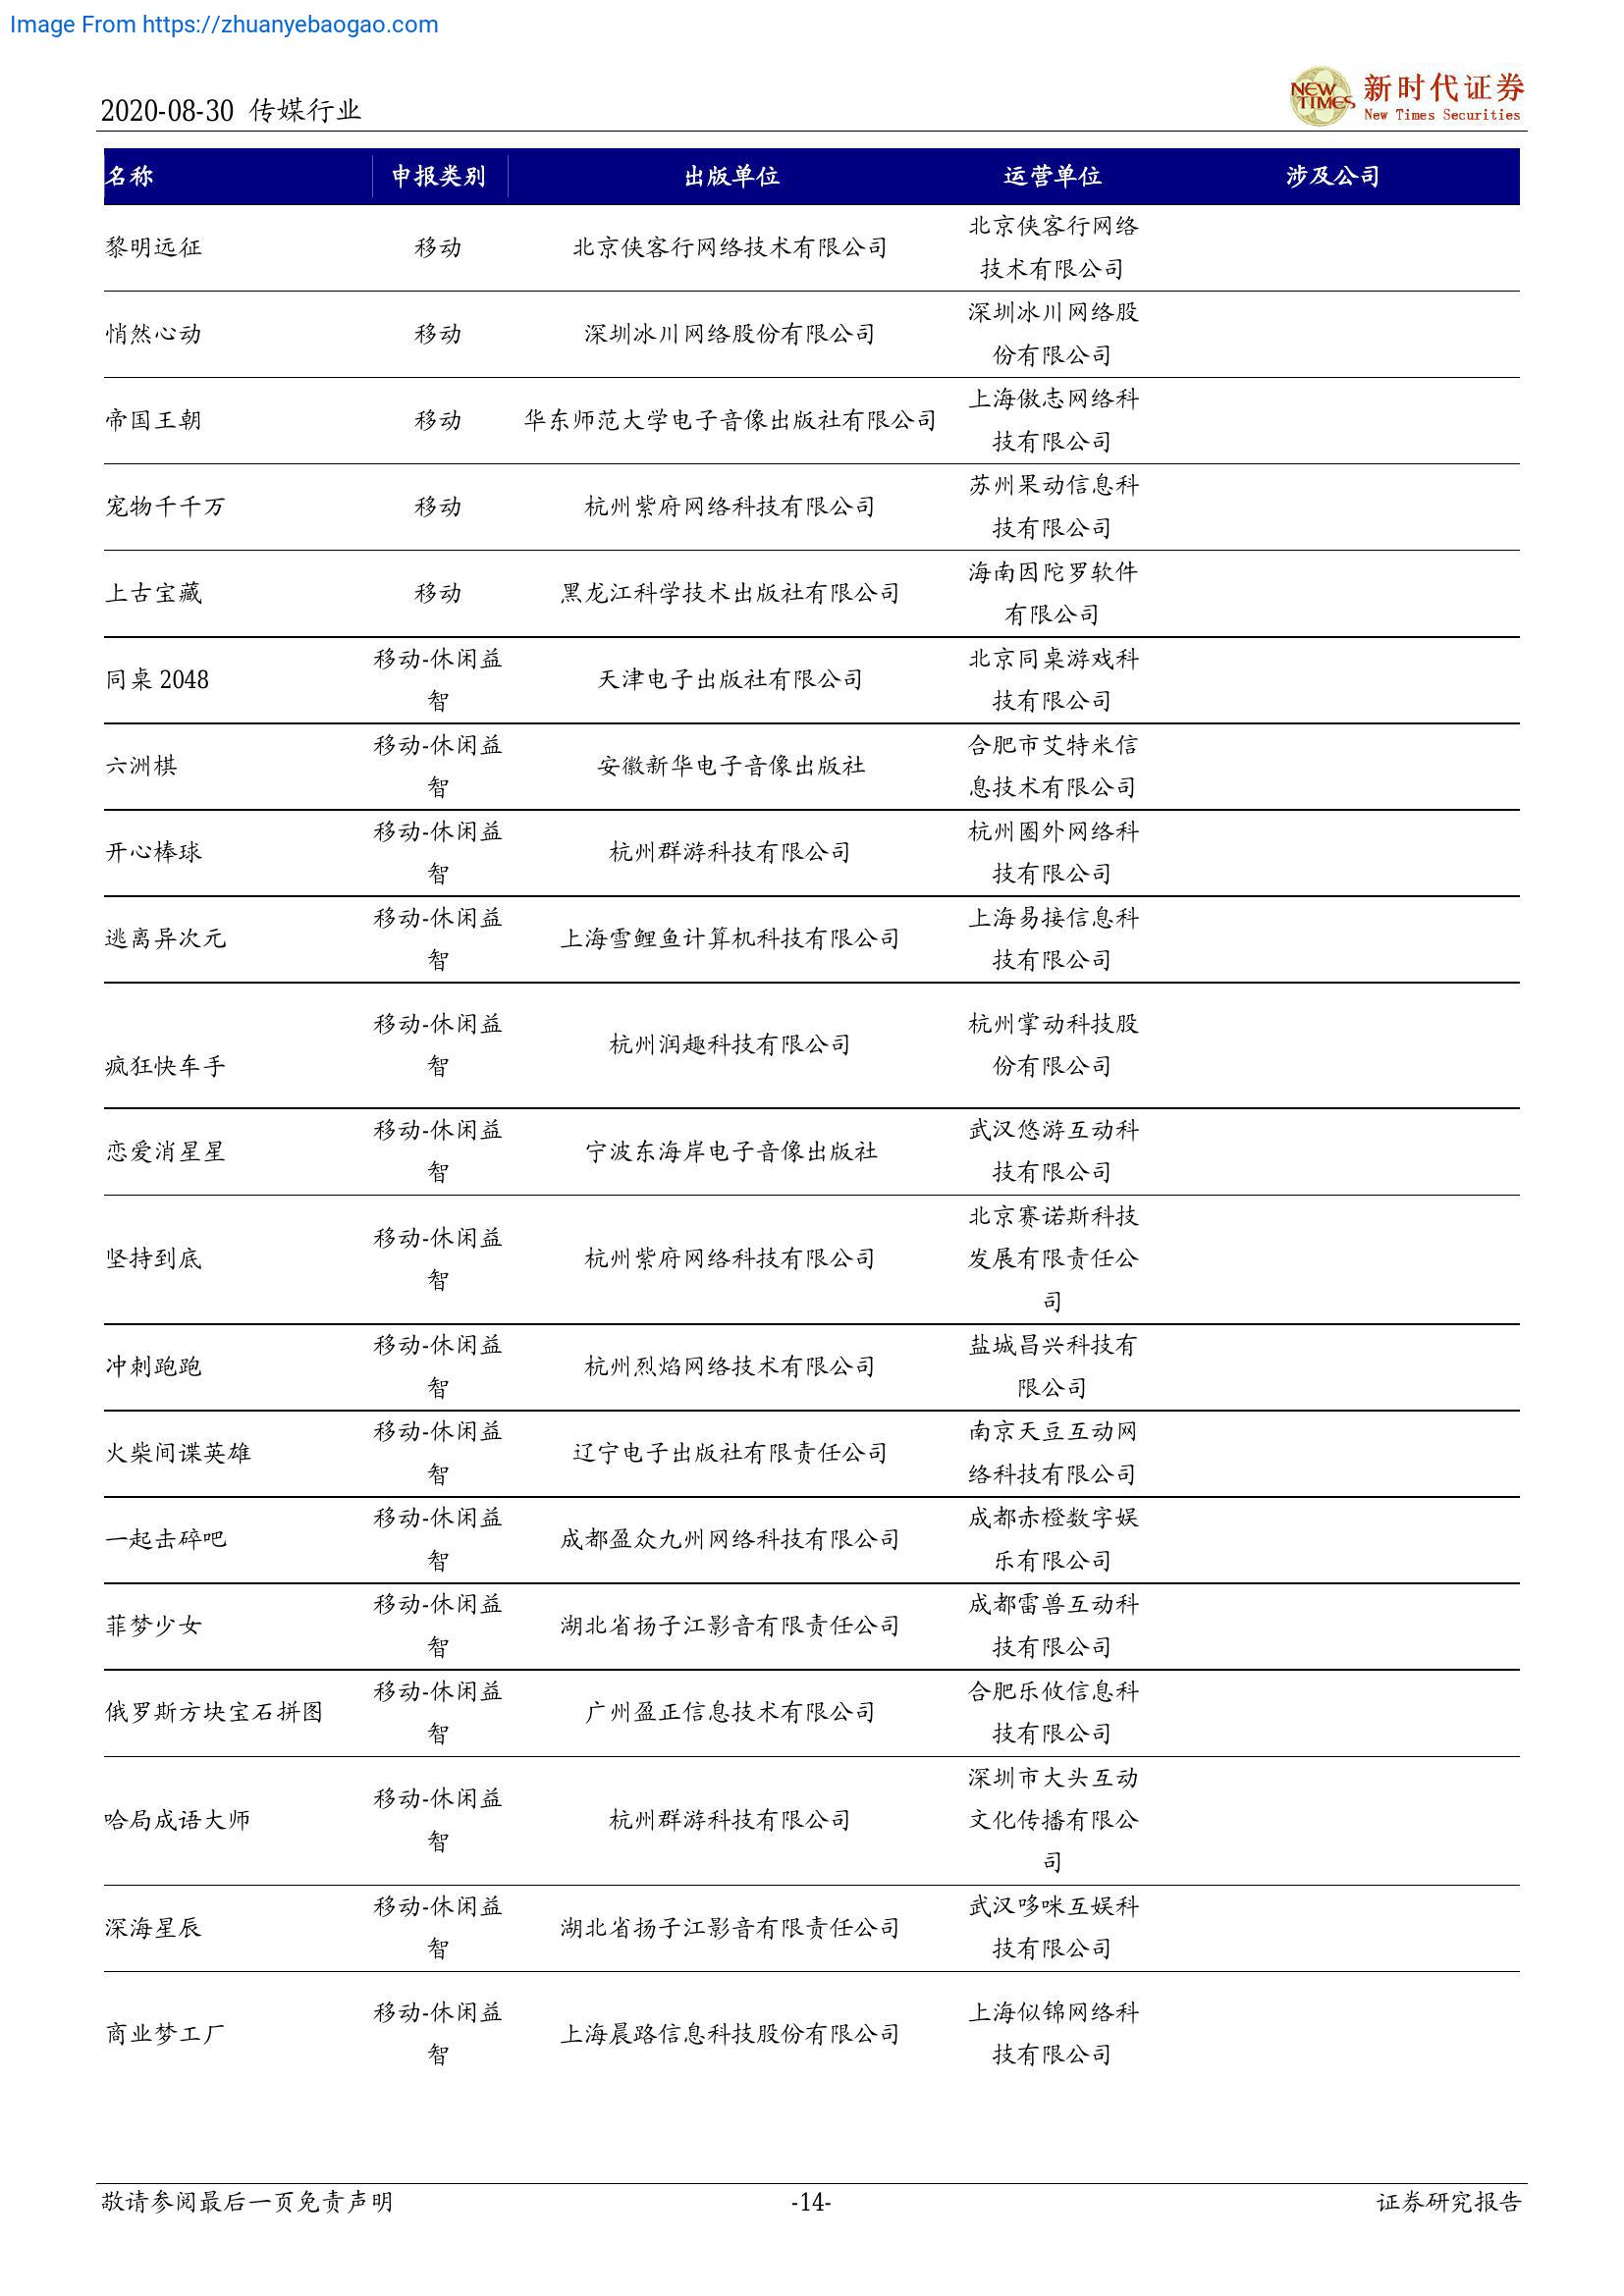 Image From https://zhuanyebaogao.com
2020-08-30 传媒行业
NEW TIMES
新时代证券
New Times Securities
名称 申报类别 出版单位 运营单位 涉及公司
黎明远征 移动 北京侠客行网络技术有限公司 北京侠客行网络
技术有限公司
悄然心动 移动 深圳冰川网络股份有限公司 深圳冰川网络股
份有限公司
帝国王朝 移动 华东师范大学电子音像出版社有限公司 上海傲志网络科
技有限公司
宠物千千万 移动 杭州紫府网络科技有限公司 苏州果动信息科
技有限公司
上古宝藏 移动 黑龙江科学技术出版社有限公司 海南因陀罗软件
有限公司
同桌 2048 移动-休闲益
智 天津电子出版社有限公司 北京同桌游戏科
技有限公司
六洲棋 移动-休闲益
智 安徽新华电子音像出版社 合肥市艾特米信
息技术有限公司
开心棒球 移动-休闲益
智 杭州群游科技有限公司 杭州圈外网络科
技有限公司
逃离异次元 移动-休闲益
智 上海雪鲤鱼计算机科技有限公司 上海易接信息科
技有限公司
疯狂快车手 移动-休闲益
智 杭州润趣科技有限公司 杭州掌动科技股
份有限公司
恋爱消星星 移动-休闲益
智 宁波东海岸电子音像出版社 武汉悠游互动科
技有限公司
坚持到底 移动-休闲益
智 杭州紫府网络科技有限公司 北京赛诺斯科技
发展有限责任公
司
冲刺跑跑 移动-休闲益
智 杭州烈焰网络技术有限公司 盐城昌兴科技有
限公司
火柴间谍英雄 移动-休闲益
智 辽宁电子出版社有限责任公司 南京天豆互动网
络科技有限公司
一起击碎吧 移动-休闲益
智 成都盈众九州网络科技有限公司 成都赤橙数字娱
乐有限公司
菲梦少女 移动-休闲益
智 湖北省扬子江影音有限责任公司 成都雷兽互动科
技有限公司
俄罗斯方块宝石拼图 移动-休闲益
智 广州盈正信息技术有限公司 合肥乐攸信息科
技有限公司
哈局成语大师 移动-休闲益
智 杭州群游科技有限公司 深圳市大头互动
文化传播有限公
司
深海星辰 移动-休闲益
智 湖北省扬子江影音有限责任公司 武汉哆咪互娱科
技有限公司
商业梦工厂 移动-休闲益
智 上海晨路信息科技股份有限公司 上海似锦网络科
技有限公司
敬请参阅最后一页免责声明 -14- 证券研究报告